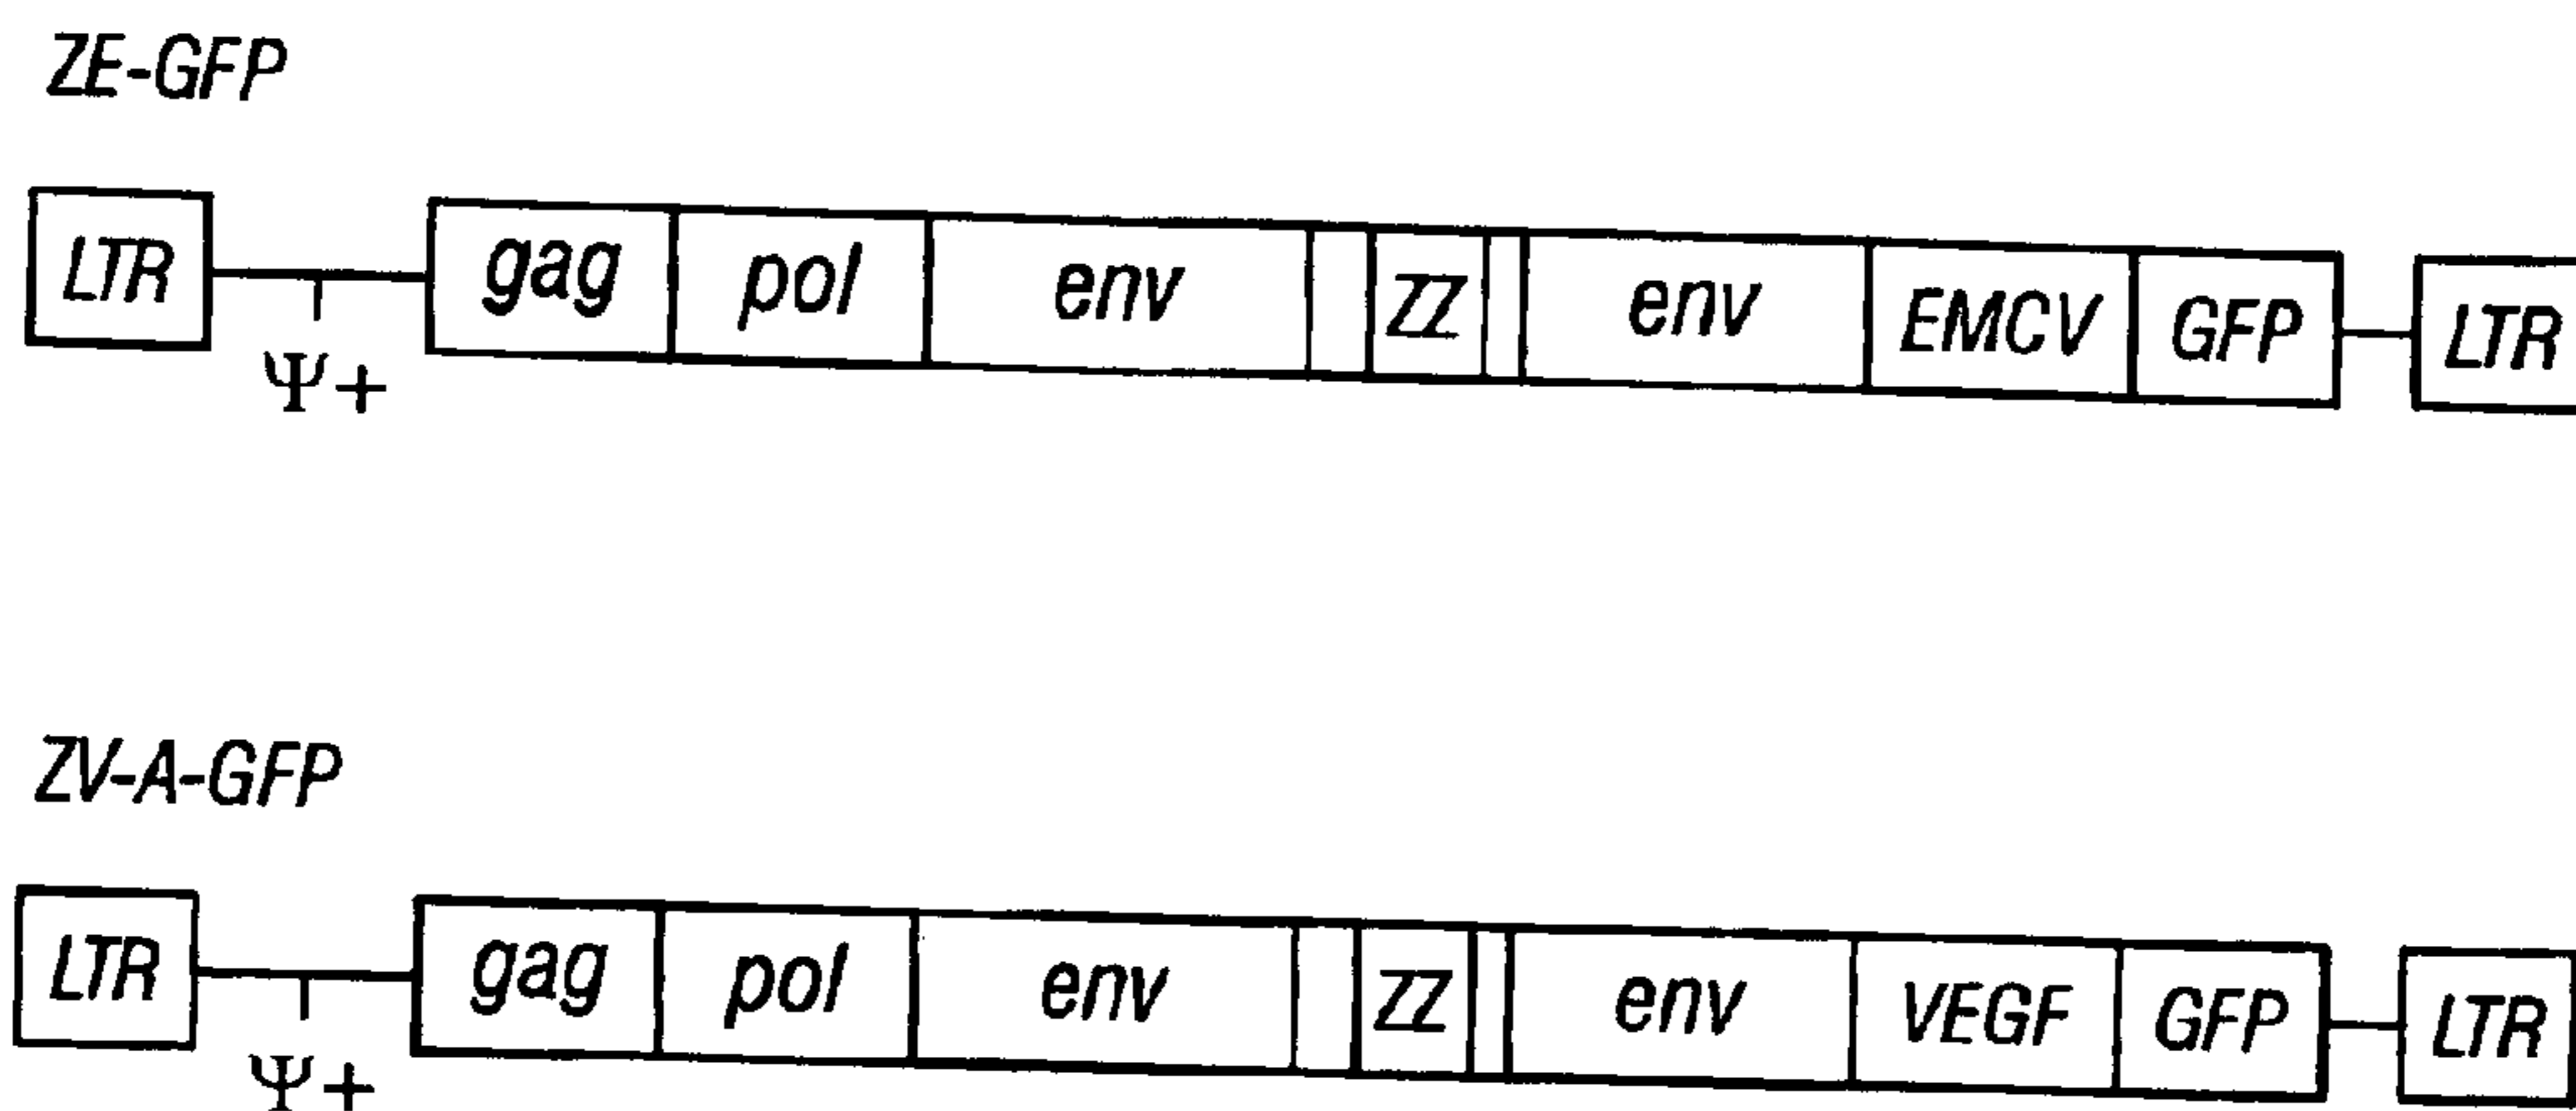 ZE-GFP
LTR gag pol env ZZ env EMCV GFP LTR
Ψ+
ZV-A-GFP
LTR gag pol env ZZ env VEGF GFP LTR
Ψ+